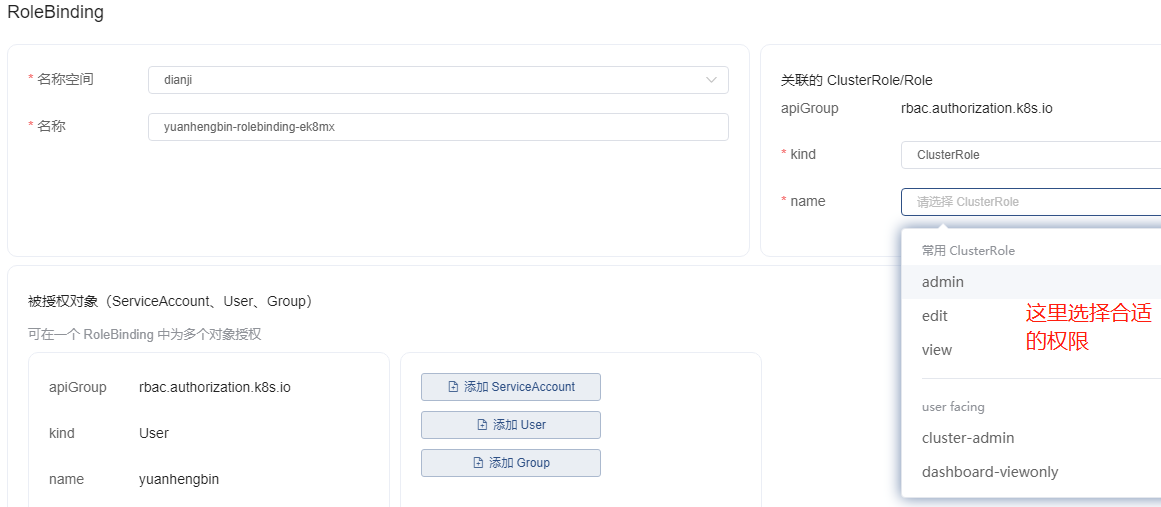 RoleBinding
* 名称空间 dianji
* 名称 yuanhengbin-rolebinding-ek8mx
关联的 ClusterRole/Role
apiGroup rbac.authorization.k8s.io
* kind ClusterRole
* name 请选择 ClusterRole
常用 ClusterRole
admin
edit
view
这里选择合适
的权限
user facing
cluster-admin
dashboard-viewonly
被授权对象（ServiceAccount、User、Group）
可在一个 RoleBinding 中为多个对象授权
apiGroup rbac.authorization.k8s.io
kind User
name yuanhengbin
添加 ServiceAccount
添加 User
添加 Group